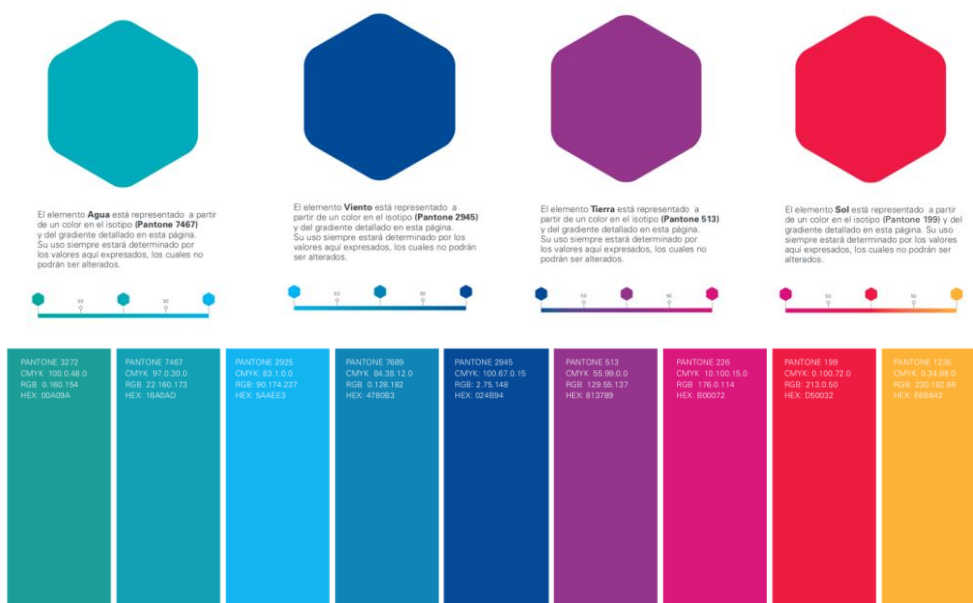 El elemento Agua está representado a partir
de un color en el isotipo (Pantone 7467)
y del gradiente detallado en esta página.
Su uso siempre estará determinado por
los valores aquí expresados, los cuales no
podrán ser alterados.
El elemento Viento está representado a
partir de un color en el isotipo (Pantone 2945)
y del gradiente detallado en esta página.
Su uso siempre estará determinado por los
valores aquí expresados, los cuales no podrán
ser alterados.
El elemento Tierra está representado a
partir de un color en el isotipo (Pantone 513)
y del gradiente detallado en esta página.
Su uso siempre estará determinado por
los valores aquí expresados, los cuales no
podrán ser alterados.
El elemento Sol está representado a partir
de un color en el isotipo (Pantone 199) y del
gradiente detallado en esta página. Su uso
siempre estará determinado por los valores
aquí expresados, los cuales no podrán ser
alterados.
50 50
50 50
50 50
50 50
PANTONE 3272
CMYK: 100.0.48.0
RGB 0.160.154
HEX: 00A09A
PANTONE 7467
CMYK 97.0.30.0
RGB 22.160.173
HEX: 16A0AD
PANTONE 2925
CMYK: 83.1.0.0
RGB: 90.174.227
HEX: 5AAEE3
PANTONE 7689
CMYK 84.38.12.0
RGB 0.128.182
HEX: 4780B3
PANTONE 2945
CMYK: 100.67.0.15
RGB: 2.75.148
HEX: 024B94
PANTONE 513
CMYK 55.99.0.0
RGB 129.55.137
HEX: 813789
PANTONE 226
CMYK 10.100.15.0
RGB 176.0.114
HEX: B00072
PANTONE 199
CMYK: 0.100.72.0
RGB: 213.0.50
HEX: D50032
PANTONE 1235
CMYK: 0.34.86.0
RGB: 230.182.66
HEX: E6B642